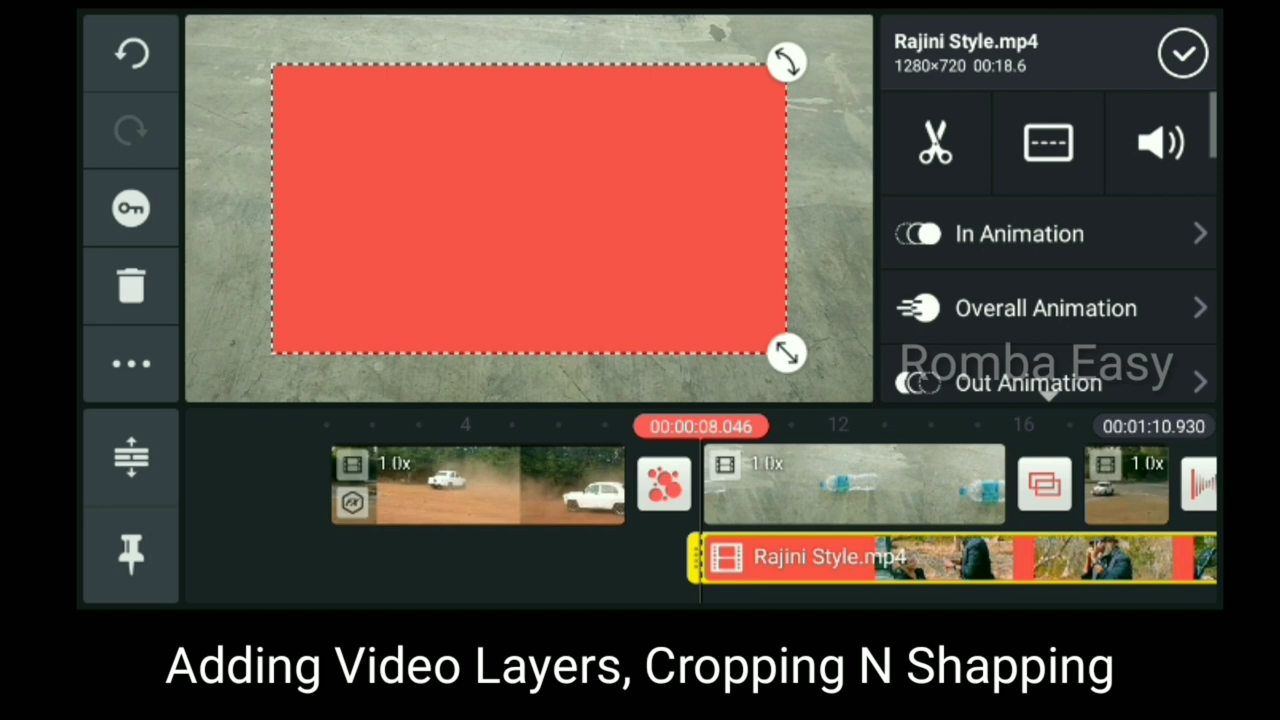 Rajini Style.mp4
1280×720 00:18.6
In Animation
Overall Animation
Romba Easy
Out Animation
4
00:00:08.046
12
16
00:01:10.930
1.0x
1.0x
1.0x
FX
Rajini Style.mp4
Adding Video Layers, Cropping N Shapping